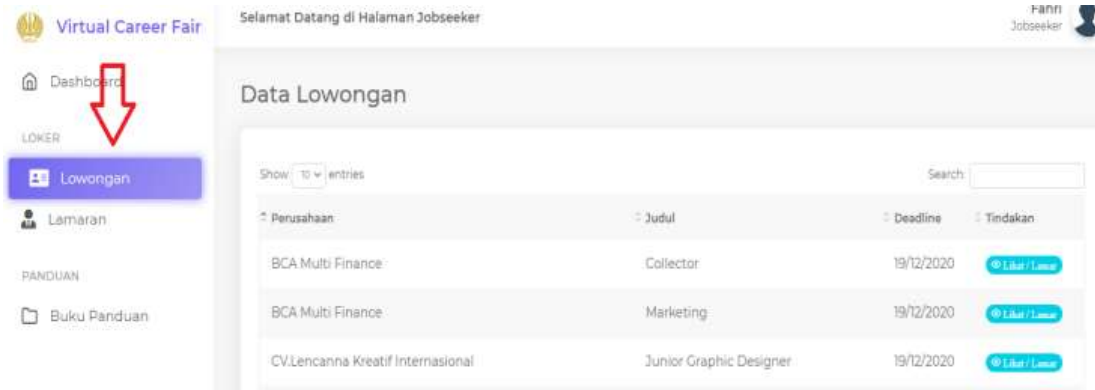 Virtual Career Fair
Selamat Datang di Halaman Jobseeker
Fahri
Jobseeker
Dashboard
LOKER
Lowongan
Lamaran
PANDUAN
Buku Panduan
Data Lowongan
Show 10 entries
Search:
Perusahaan Judul Deadline Tindakan
BCA Multi Finance Collector 19/12/2020 Lihat / Lamar
BCA Multi Finance Marketing 19/12/2020 Lihat / Lamar
CV.Lencanna Kreatif Internasional Junior Graphic Designer 19/12/2020 Lihat / Lamar